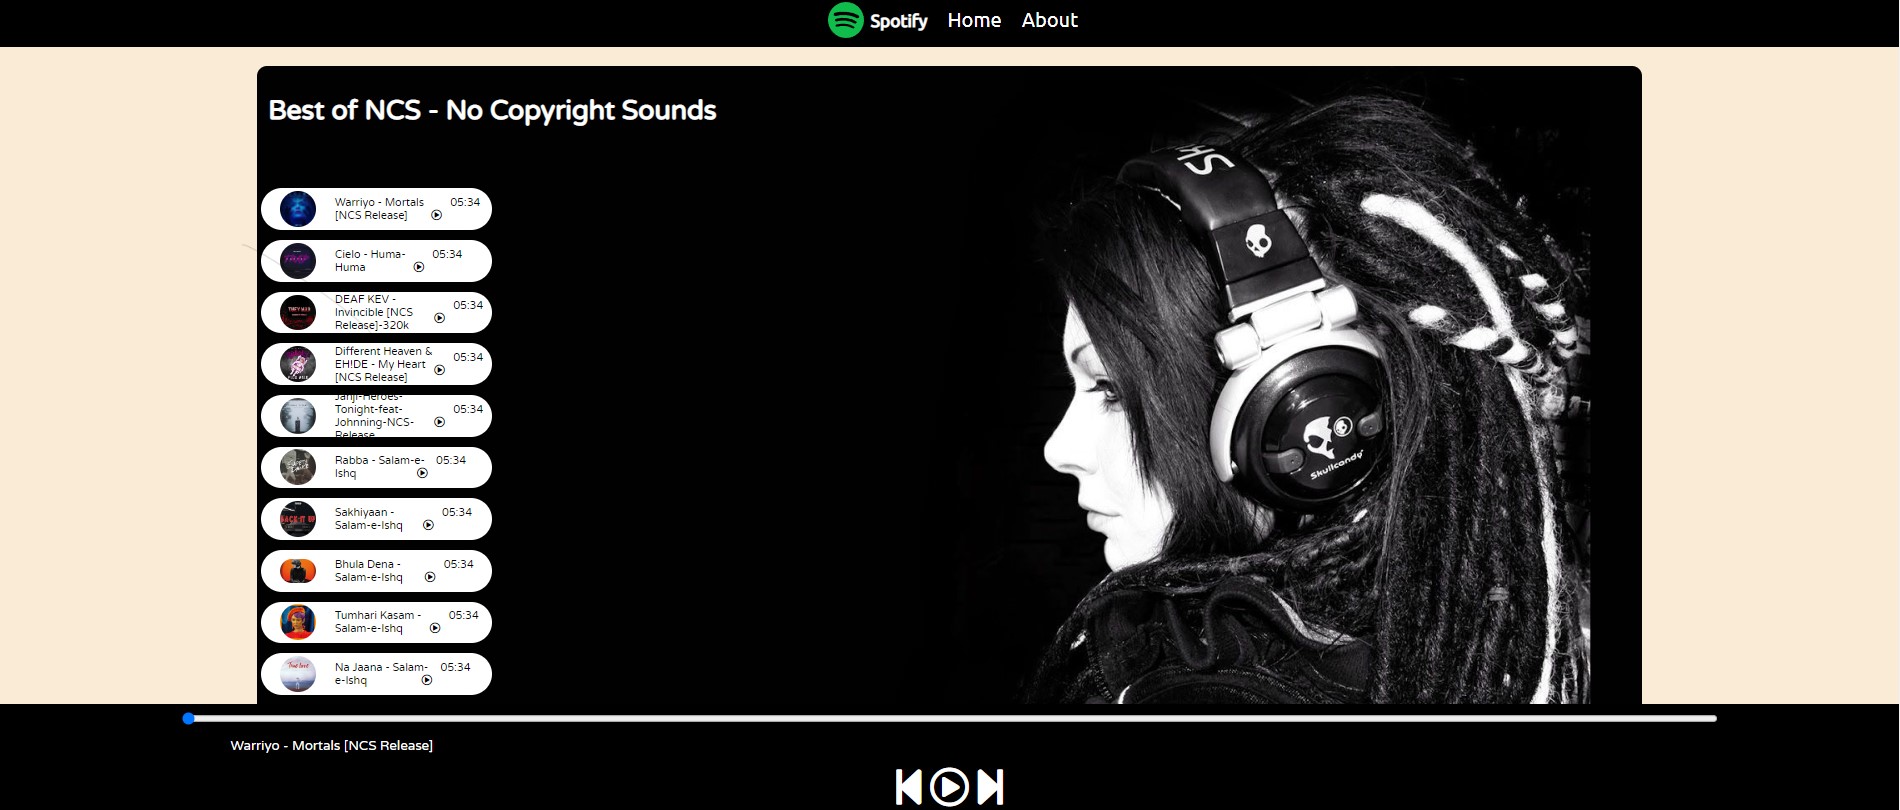 Spotify Home About
Best of NCS - No Copyright Sounds
Warriyo - Mortals
[NCS Release]
05:34
Cielo - Huma-
Huma
05:34
DEAF KEV -
Invincible [NCS
Release]-320k
05:34
Different Heaven &
EH!DE - My Heart
[NCS Release]
05:34
Janji-Heroes-
Tonight-feat-
Johnning-NCS-
Release
05:34
Rabba - Salam-e-
Ishq
05:34
Sakhiyaan -
Salam-e-Ishq
05:34
Bhula Dena -
Salam-e-Ishq
05:34
Tumhari Kasam -
Salam-e-Ishq
05:34
Na Jaana - Salam-
e-Ishq
05:34
Skullcandy
Warriyo - Mortals [NCS Release]